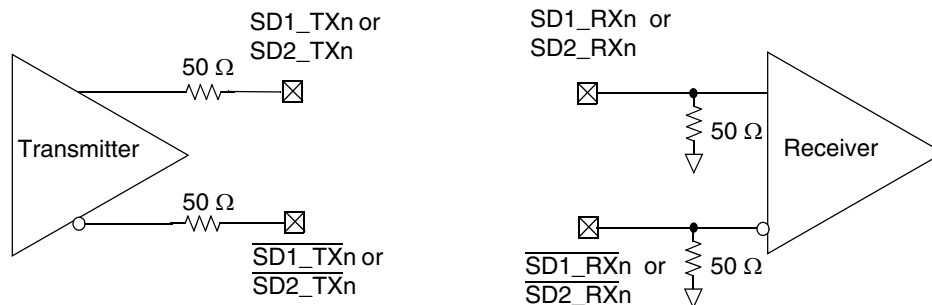 SD1_TXn or
SD2_TXn
50 Ω
Transmitter
50 Ω
SD1_TXn or
SD2_TXn
SD1_RXn or
SD2_RXn
50 Ω
Receiver
SD1_RXn or
SD2_RXn
50 Ω